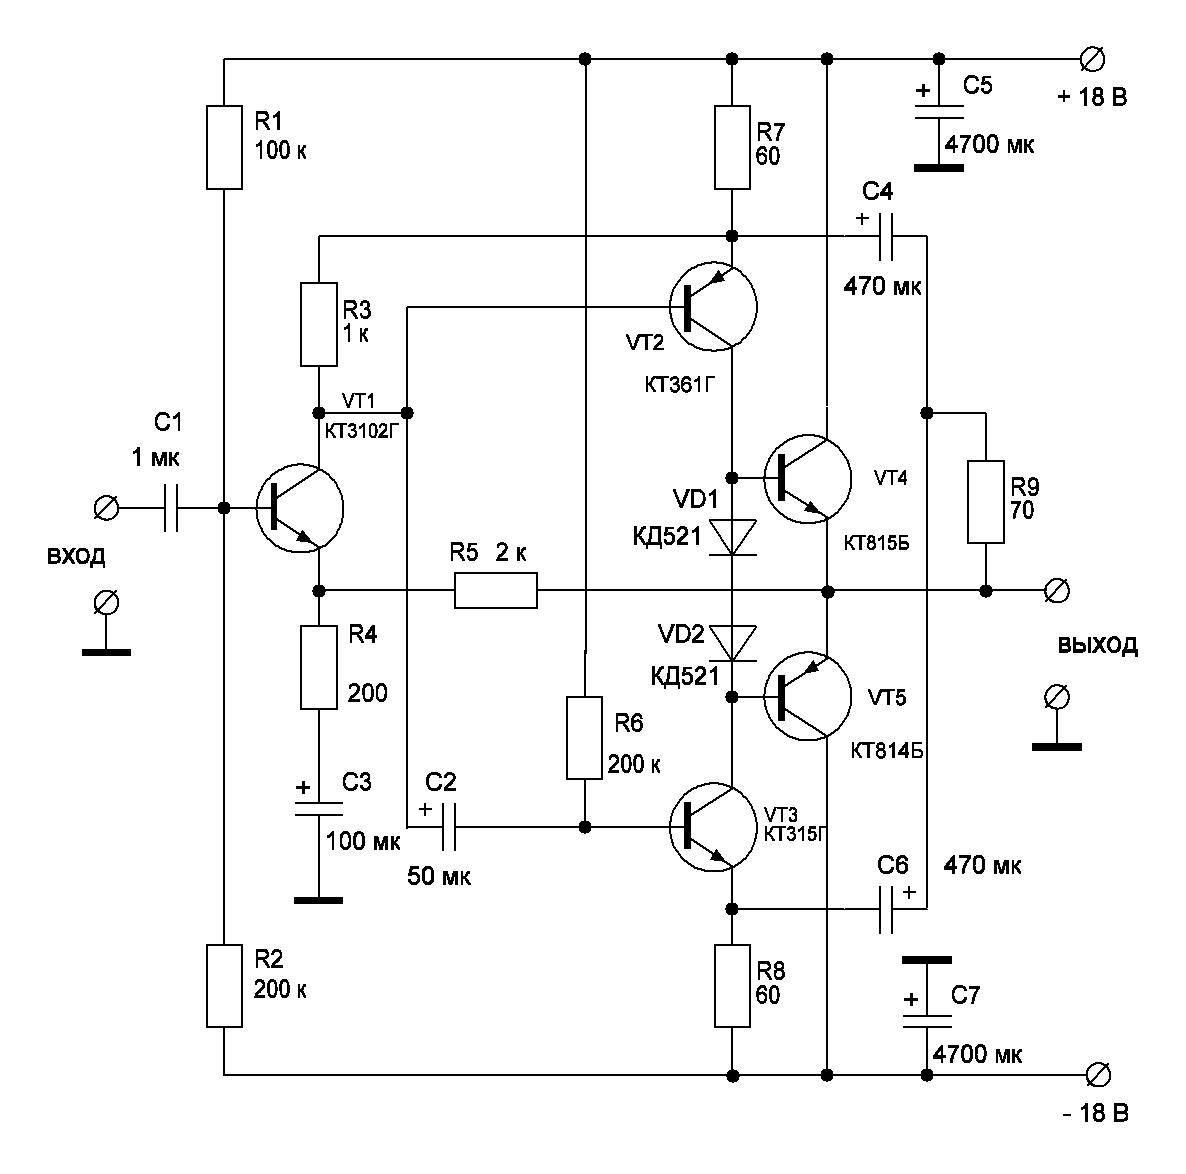 C5
+
+ 18 В
4700 мк
R1
100 к
R7
60
C4
+
470 мк
R3
1 к
VT2
КТ361Г
VT1
КТ3102Г
C1
1 мк
VT4
VD1
R9
70
КД521
КТ815Б
R5 2 к
ВХОД
R4
VD2
ВЫХОД
200
КД521
VT5
R6
КТ814Б
200 к
C3
+
C2
+
VT3
КТ315Г
100 мк
50 мк
C6
+
470 мк
R2
200 к
R8
60
C7
+
4700 мк
- 18 В